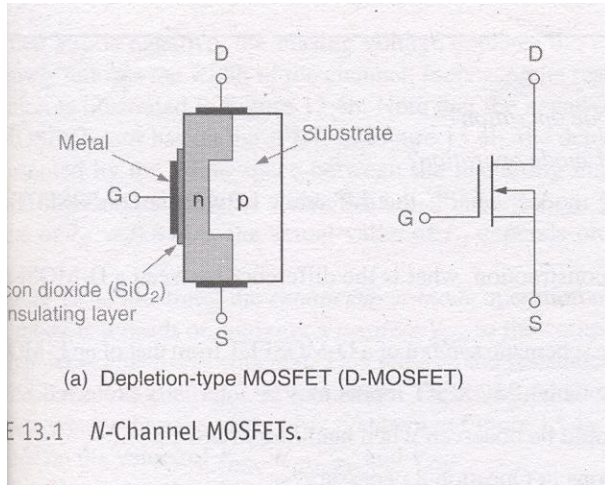 D
D
Metal
Substrate
G
n
p
G
con dioxide (SiO₂)
nsulating layer
S
S
(a) Depletion-type MOSFET (D-MOSFET)
E 13.1 N-Channel MOSFETs.